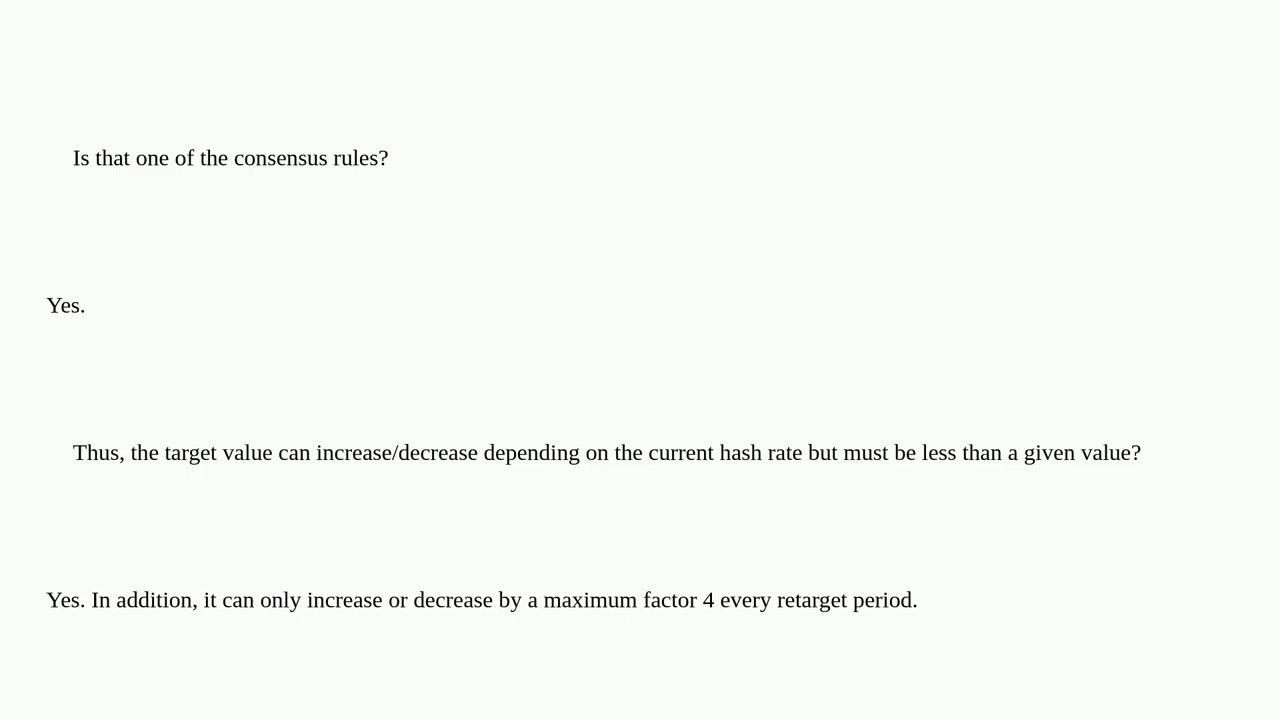 Is that one of the consensus rules?
Yes.
Thus, the target value can increase/decrease depending on the current hash rate but must be less than a given value?
Yes. In addition, it can only increase or decrease by a maximum factor 4 every retarget period.